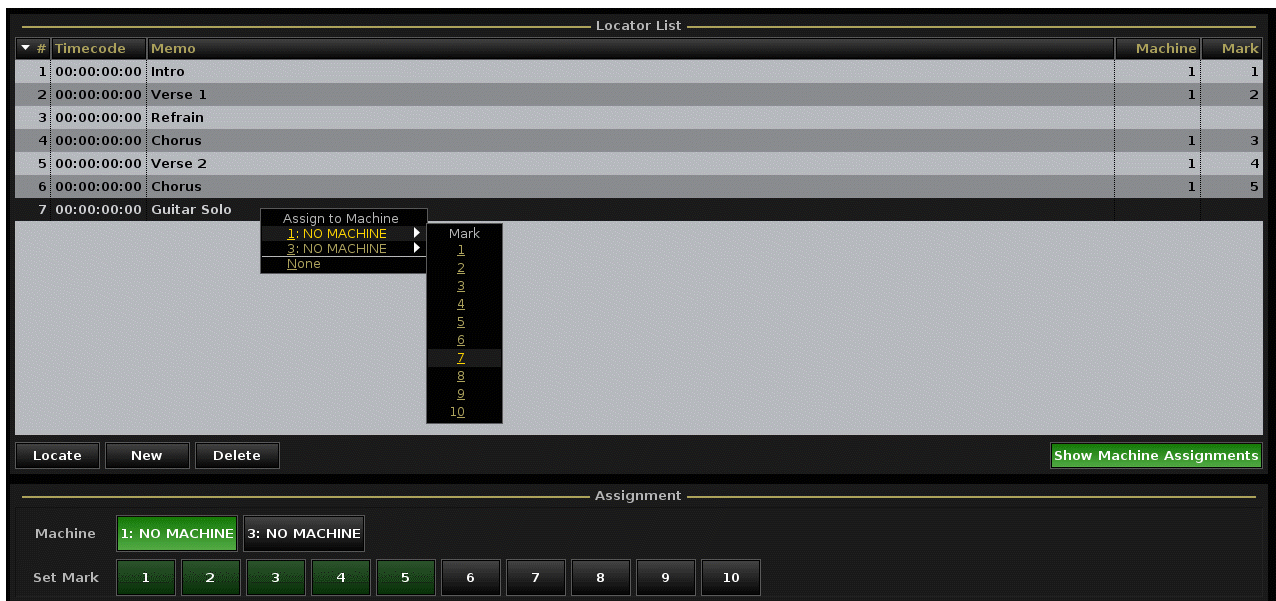 Locator List
# Timecode Memo Machine Mark
1 00:00:00:00 Intro 1 1
2 00:00:00:00 Verse 1 1 2
3 00:00:00:00 Refrain
4 00:00:00:00 Chorus 1 3
5 00:00:00:00 Verse 2 1 4
6 00:00:00:00 Chorus 1 5
7 00:00:00:00 Guitar Solo
Assign to Machine
1: NO MACHINE
3: NO MACHINE
None
Mark
1
2
3
4
5
6
7
8
9
10
Locate New Delete Show Machine Assignments
Assignment
Machine 1: NO MACHINE 3: NO MACHINE
Set Mark 1 2 3 4 5 6 7 8 9 10